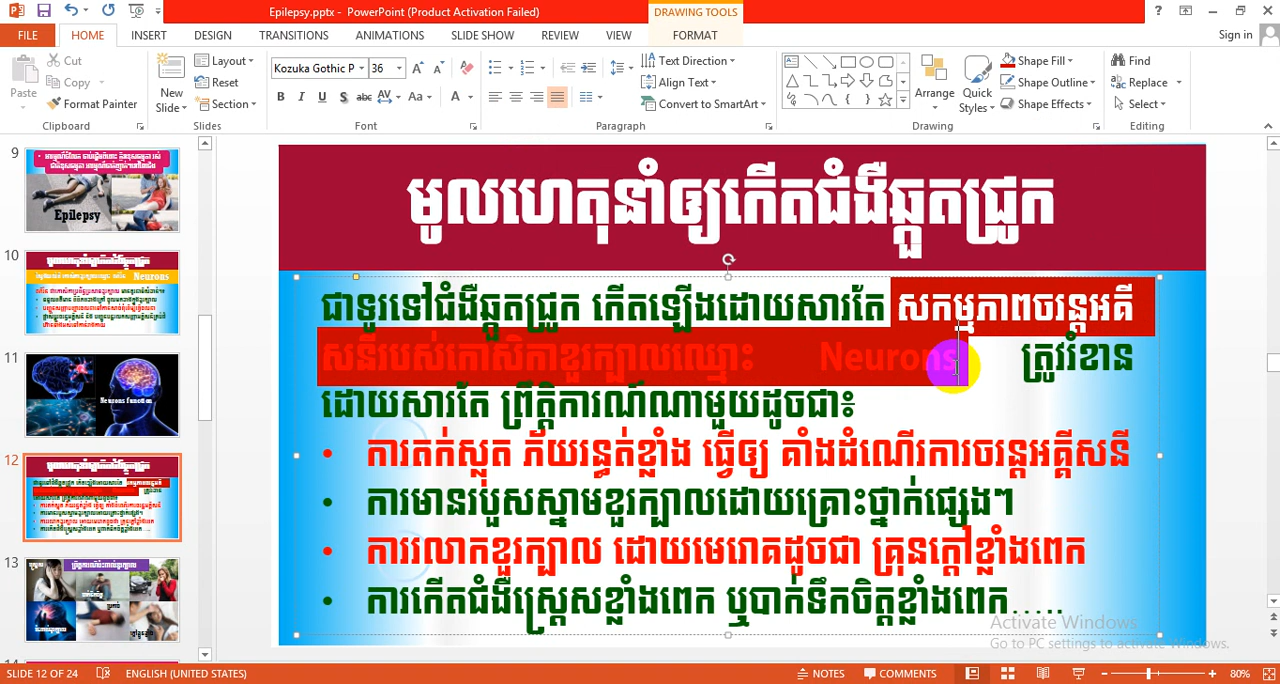 Epilepsy.pptx - PowerPoint (Product Activation Failed)
DRAWING TOOLS
FILE HOME INSERT DESIGN TRANSITIONS ANIMATIONS SLIDE SHOW REVIEW VIEW FORMAT Sign in
Paste
Cut
Copy
Format Painter
Clipboard
New Slide
Layout
Reset
Section
Slides
Kozuka Gothic P 36
B I U S abc AV Aa A
Font
Text Direction
Align Text
Convert to SmartArt
Paragraph
Arrange
Quick Styles
Shape Fill
Shape Outline
Shape Effects
Drawing
Find
Replace
Select
Editing
9
Epilepsy
10
Neurons
11
Neurons function
12
13
14
មូលហេតុនាំឲ្យកើតជំងឺឆ្កួតជ្រូក
ជាទូរទៅជំងឺឆ្កួតជ្រូក កើតឡើងដោយសារតែ សកម្មភាពចរន្តអគី
សនីរបស់កោសិកាខួរក្បាលឈ្មោះ Neurons ត្រូវរំខាន
ដោយសារតែ ព្រឹត្តិការណ៍ណាមួយដូចជា៖
• ការតក់ស្លុត ភ័យរន្ធត់ខ្លាំង ធ្វើឲ្យ គាំងដំណើរការចរន្តអគ្គីសនី
• ការមានរបួសស្នាមខួរក្បាលដោយគ្រោះថ្នាក់ផ្សេងៗ
• ការរលាកខួរក្បាល ដោយមេរោគដូចជា គ្រុនក្តៅខ្លាំងពេក
• ការកើតជំងឺស្ត្រេសខ្លាំងពេក ឬបាក់ទឹកចិត្តខ្លាំងពេក…..
Activate Windows
Go to PC settings to activate Windows.
SLIDE 12 OF 24 ENGLISH (UNITED STATES) NOTES COMMENTS 80%